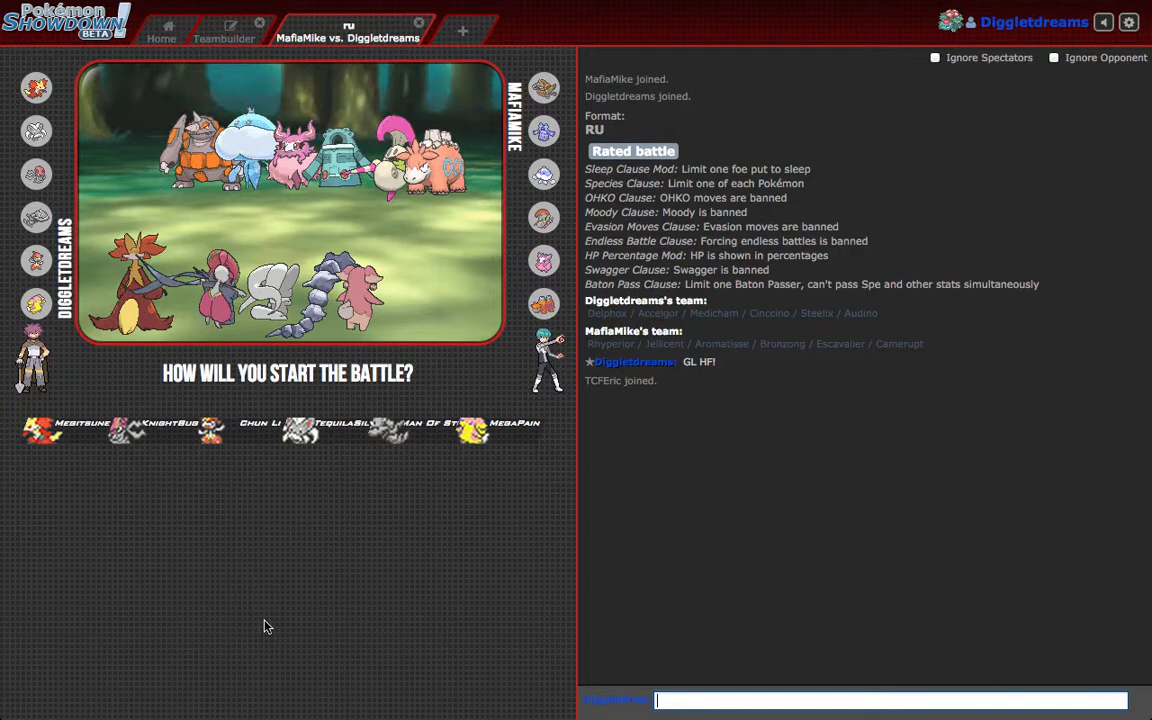 Pokémon
SHOWDOWN!
BETA
Home
Teambuilder
ru
MafiaMike vs. Diggletdreams
+
Diggletdreams
Ignore Spectators
Ignore Opponent
MAFIAMIKE
DIGGLETDREAMS
HOW WILL YOU START THE BATTLE?
MEGITSUNE
KNIGHTBUG
CHUN LI
TEQUILASIL
MAN OF ST
MEGAPAIN
MafiaMike joined.
Diggletdreams joined.
Format:
RU
Rated battle
Sleep Clause Mod: Limit one foe put to sleep
Species Clause: Limit one of each Pokémon
OHKO Clause: OHKO moves are banned
Moody Clause: Moody is banned
Evasion Moves Clause: Evasion moves are banned
Endless Battle Clause: Forcing endless battles is banned
HP Percentage Mod: HP is shown in percentages
Swagger Clause: Swagger is banned
Baton Pass Clause: Limit one Baton Passer, can't pass Spe and other stats simultaneously
Diggletdreams's team:
Delphox / Accelgor / Medicham / Cinccino / Steelix / Audino
MafiaMike's team:
Rhyperior / Jellicent / Aromatisse / Bronzong / Escavalier / Camerupt
★Diggletdreams: GL HF!
TCFEric joined.